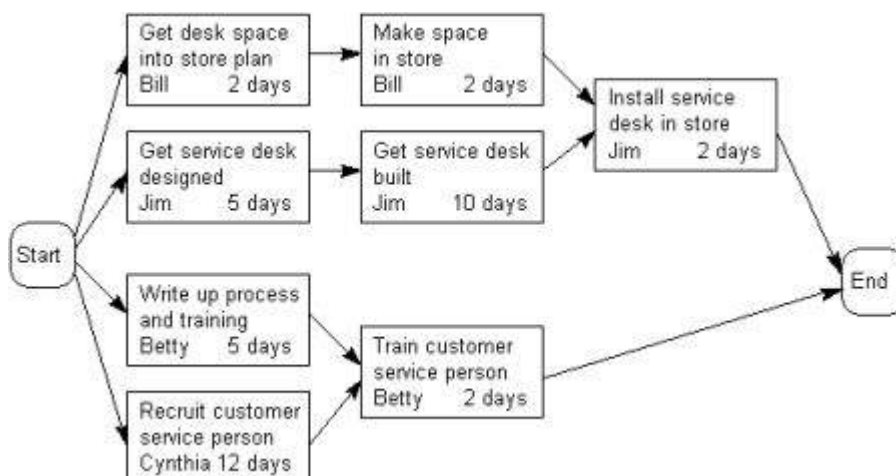 Get desk space
into store plan
Bill 2 days
Make space
in store
Bill 2 days
Install service
desk in store
Jim 2 days
Get service desk
designed
Jim 5 days
Get service desk
built
Jim 10 days
Start
End
Write up process
and training
Betty 5 days
Train customer
service person
Betty 2 days
Recruit customer
service person
Cynthia 12 days